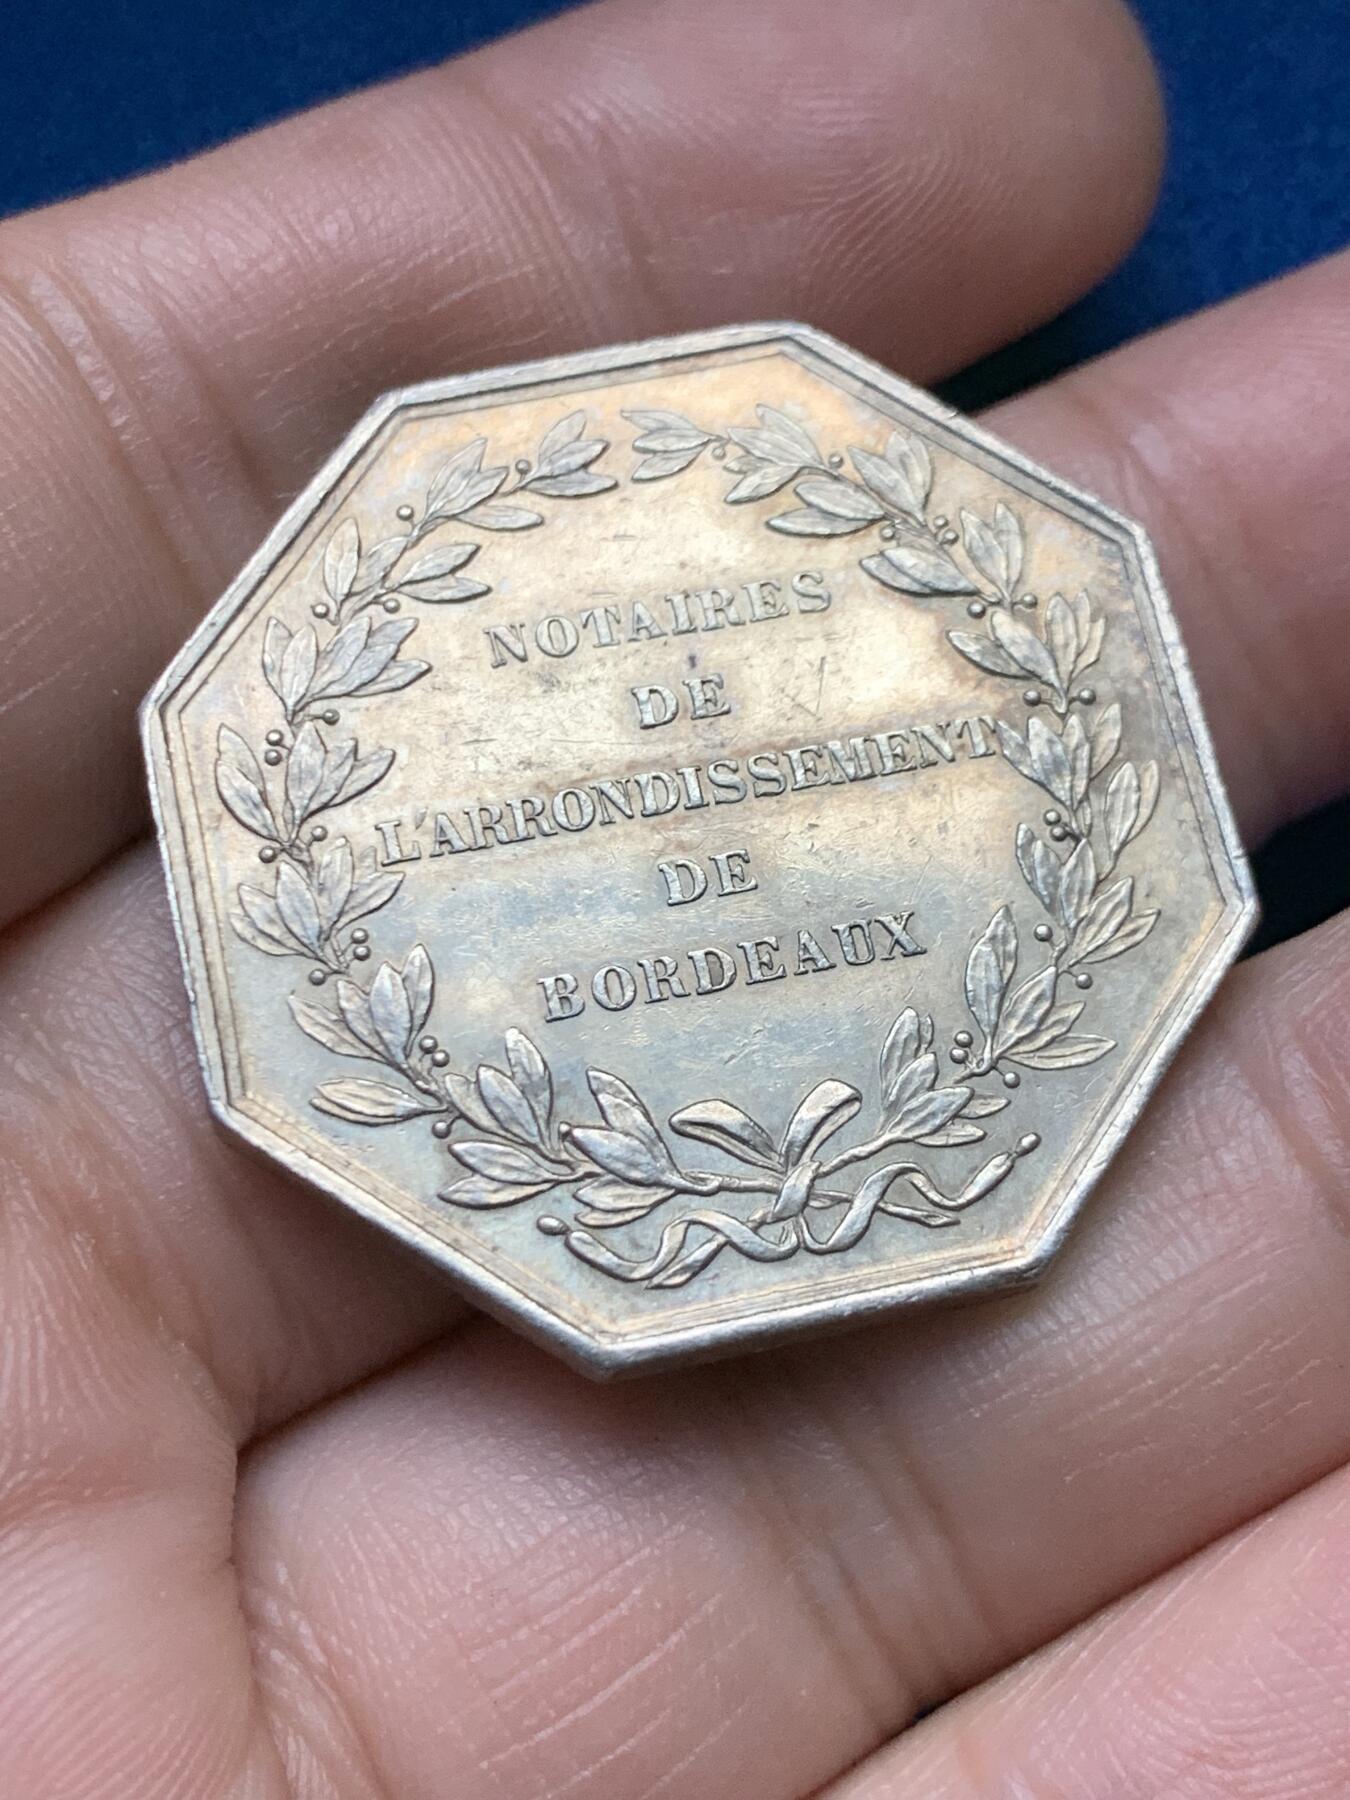 NOTAIRES
DE
L'ARRONDISSEMENT
DE
BORDEAUX